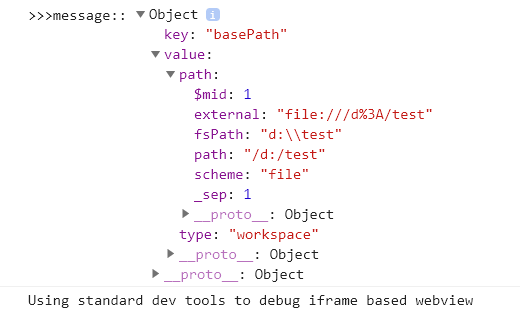 >>>message:: ▼Object i
key: "basePath"
▼value:
▼path:
$mid: 1
external: "file:///d%3A/test"
fsPath: "d:\\test"
path: "/d:/test"
scheme: "file"
_sep: 1
▶__proto__: Object
type: "workspace"
▶__proto__: Object
▶__proto__: Object
Using standard dev tools to debug iframe based webview